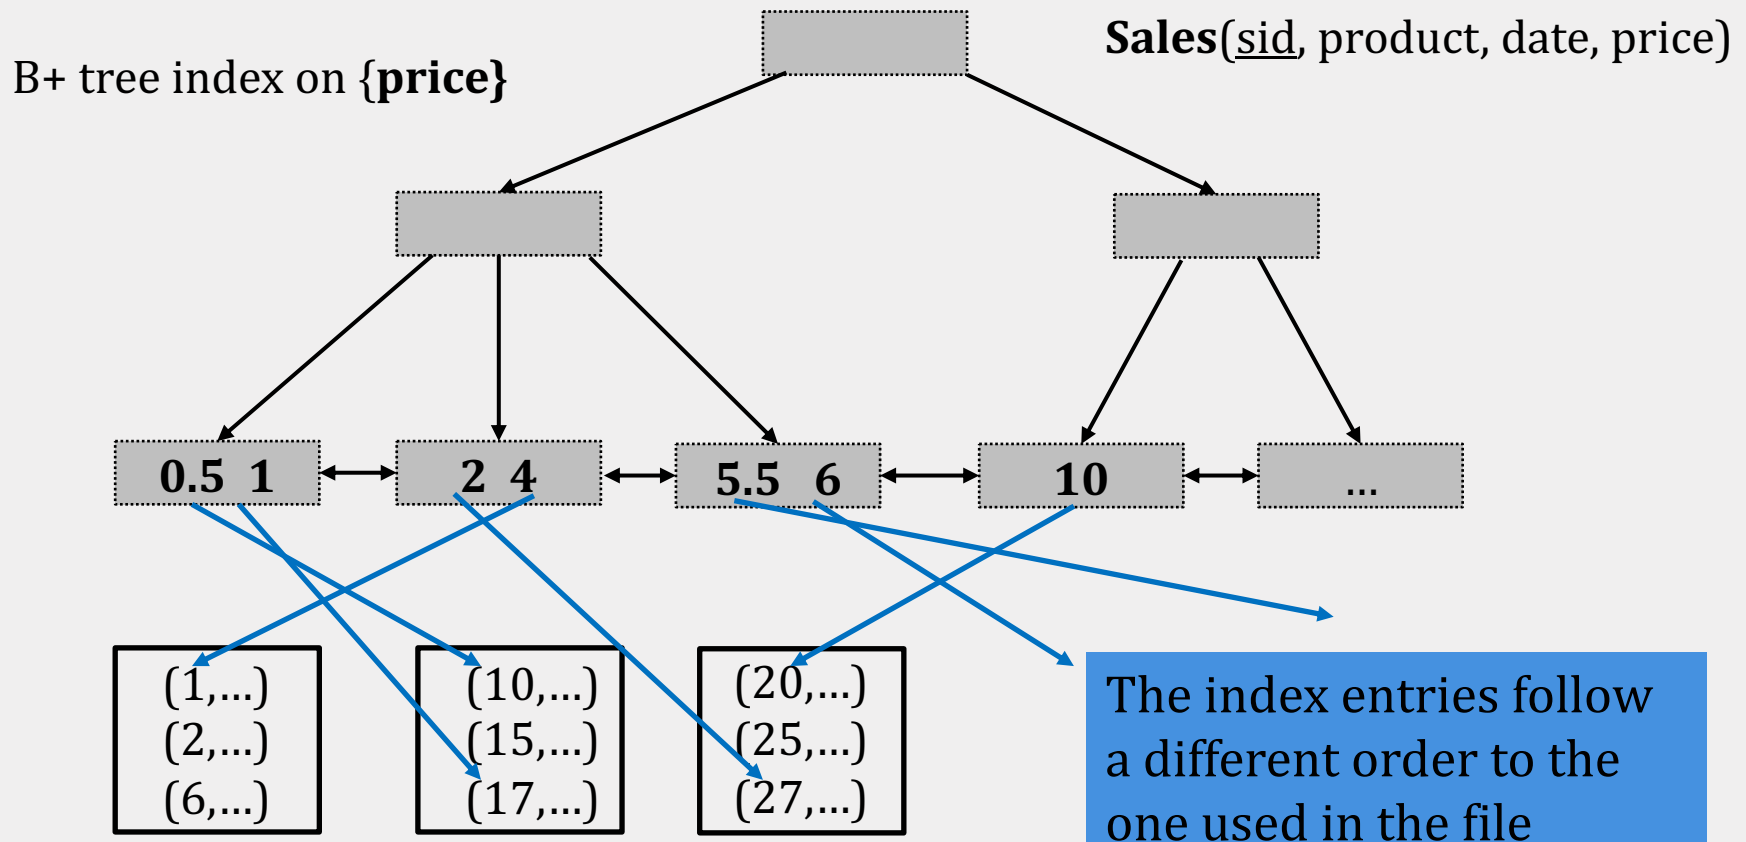 Sales(sid, product, date, price)
B+ tree index on {price}
0.5 1
2 4
5.5 6
10
...
(1,...)
(2,...)
(6,...)
(10,...)
(15,...)
(17,...)
(20,...)
(25,...)
(27,...)
The index entries follow
a different order to the
one used in the file